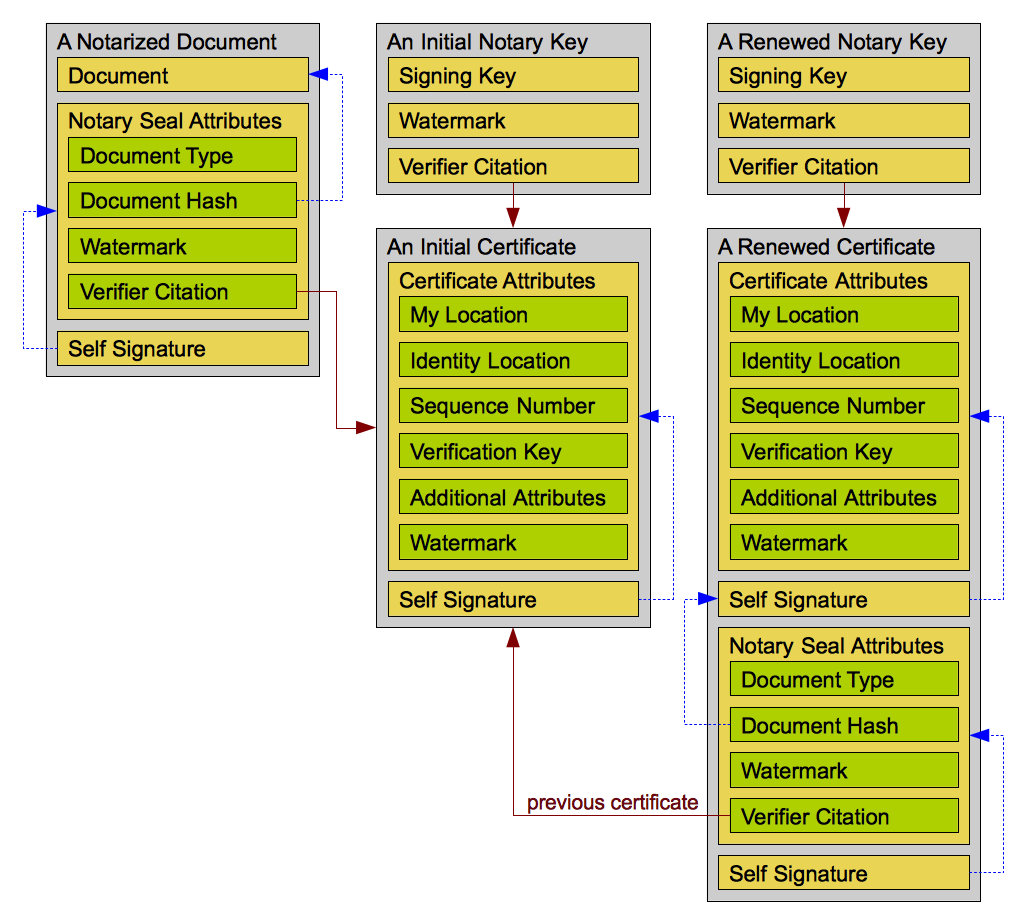 A Notarized Document
Document
Notary Seal Attributes
Document Type
Document Hash
Watermark
Verifier Citation
Self Signature
An Initial Notary Key
Signing Key
Watermark
Verifier Citation
An Initial Certificate
Certificate Attributes
My Location
Identity Location
Sequence Number
Verification Key
Additional Attributes
Watermark
Self Signature
previous certificate
A Renewed Notary Key
Signing Key
Watermark
Verifier Citation
A Renewed Certificate
Certificate Attributes
My Location
Identity Location
Sequence Number
Verification Key
Additional Attributes
Watermark
Self Signature
Notary Seal Attributes
Document Type
Document Hash
Watermark
Verifier Citation
Self Signature